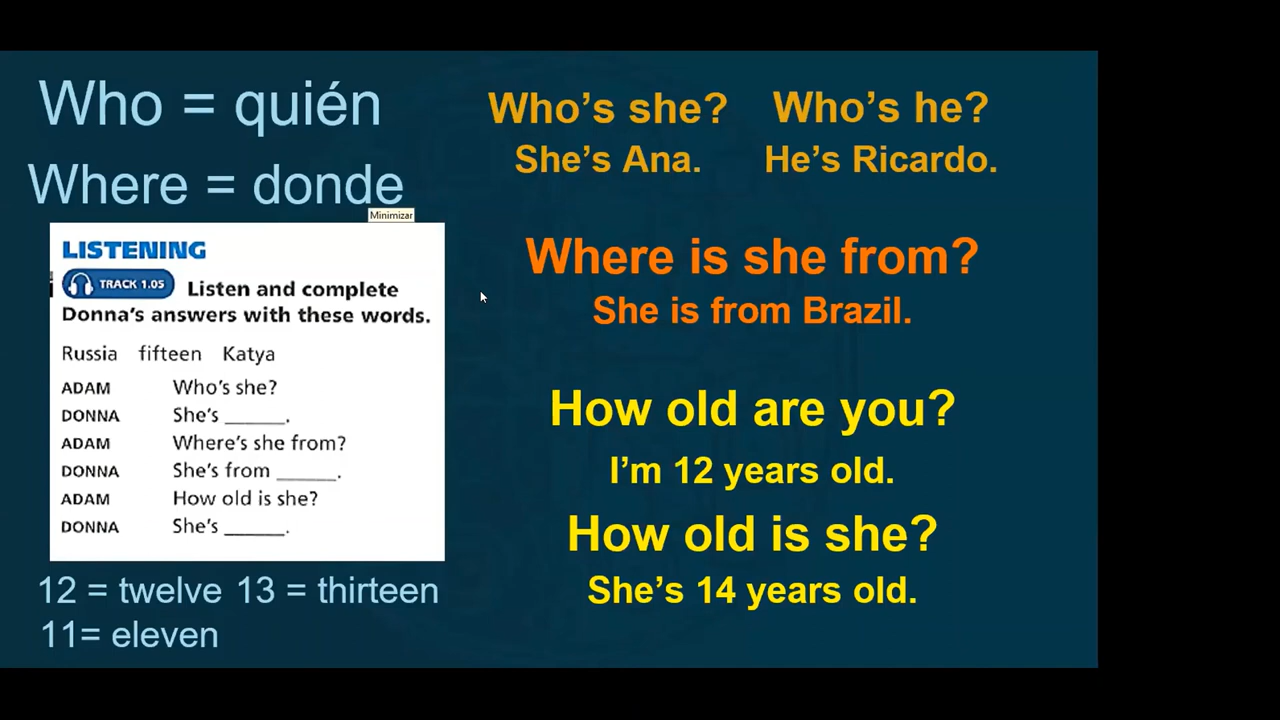 Who = quién
Where = donde
Minimizar
LISTENING
TRACK 1.05 Listen and complete
Donna's answers with these words.
Russia fifteen Katya
ADAM Who's she?
DONNA She's ______.
ADAM Where's she from?
DONNA She's from ______.
ADAM How old is she?
DONNA She's ______.
12 = twelve 13 = thirteen
11= eleven
Who's she? Who's he?
She's Ana. He's Ricardo.
Where is she from?
She is from Brazil.
How old are you?
I'm 12 years old.
How old is she?
She's 14 years old.